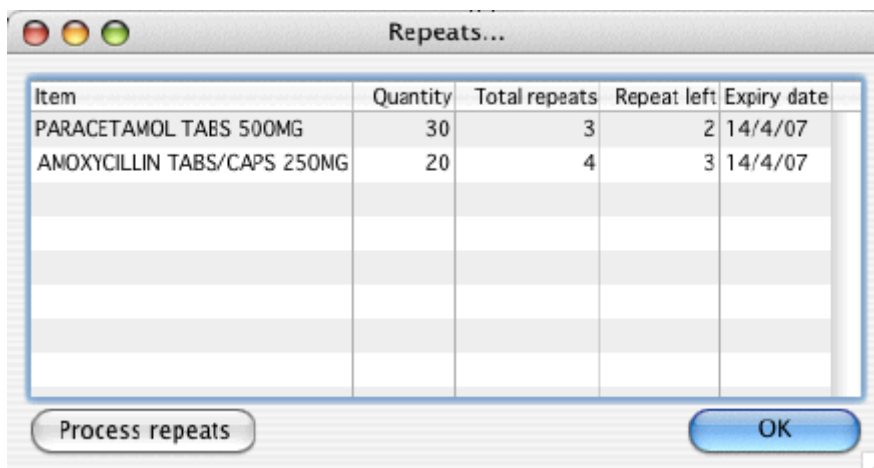 Repeats...
Item Quantity Total repeats Repeat left Expiry date
PARACETAMOL TABS 500MG 30 3 2 14/4/07
AMOXYCILLIN TABS/CAPS 250MG 20 4 3 14/4/07
Process repeats OK